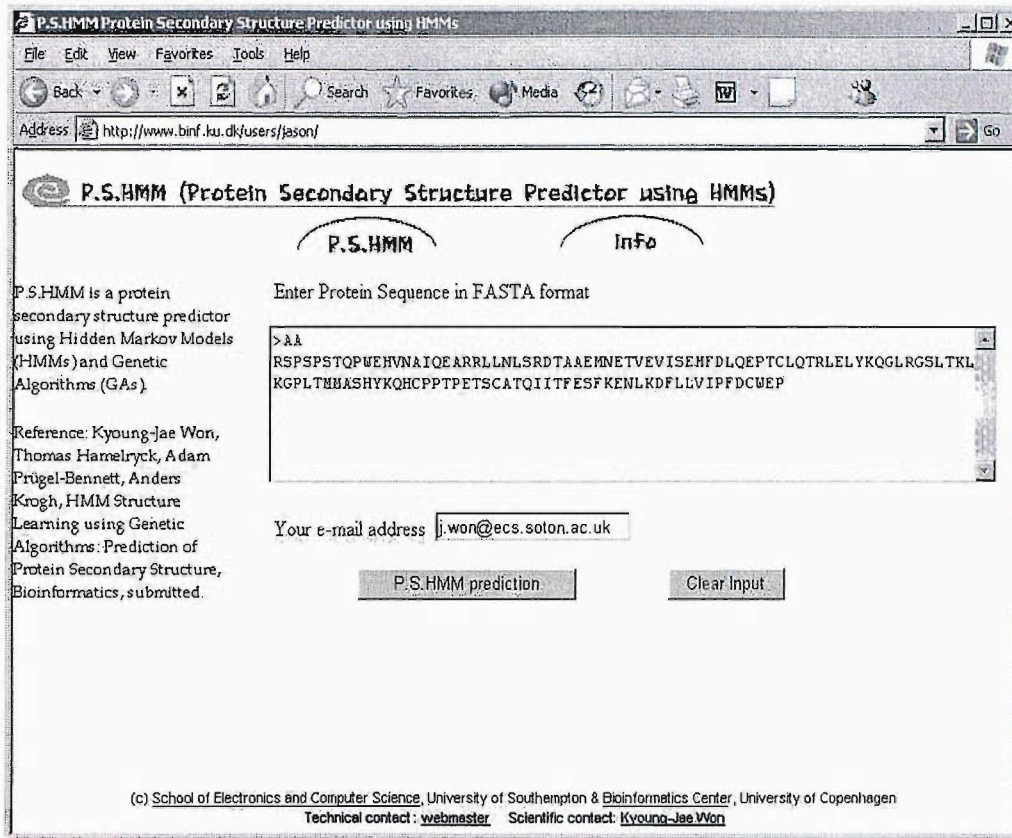 P.S.HMM Protein Secondary Structure Predictor using HMMs
File Edit View Favorites Tools Help
Back Search Favorites Media
Address http://www.binf.ku.dk/users/jason/ Go
P.S.HMM (Protein Secondary Structure Predictor using HMMs)
P.S.HMM Info
P.S.HMM is a protein
secondary structure predictor
using Hidden Markov Models
(HMMs) and Genetic
Algorithms (GAs).
Reference: Kyoung-Jae Won,
Thomas Hamelryck, Adam
Prügel-Bennett, Anders
Krogh, HMM Structure
Learning using Genetic
Algorithms: Prediction of
Protein Secondary Structure,
Bioinformatics, submitted.
Enter Protein Sequence in FASTA format
>AA
RSPSPSTQPWEHVNAIQEARRLLNLSRDTAAEMNETVEVISEMFDLQEPTCLQTRLELYKQGLRGSLTKL
KGPLTMMASHYKQHCPPTPETSCATQIITFESFKENLKDFLLVIPFDCWEP
Your e-mail address j.won@ecs.soton.ac.uk
P.S.HMM prediction Clear Input
(c) School of Electronics and Computer Science, University of Southampton & Bioinformatics Center, University of Copenhagen
Technical contact : webmaster Scientific contact: Kyoung-Jae Won